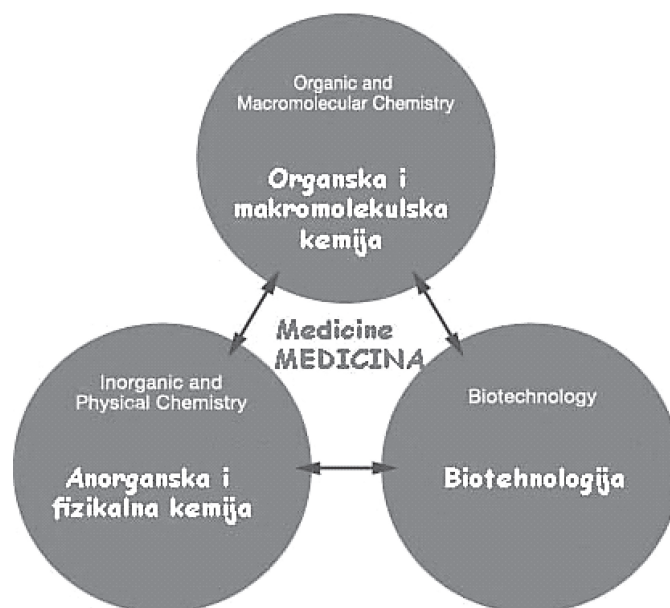 Organic and
Macromolecular Chemistry
Organska i
makromolekulska
kemija
Medicine
MEDICINA
Inorganic and
Physical Chemistry
Anorganska i
fizikalna kemija
Biotechnology
Biotehnologija